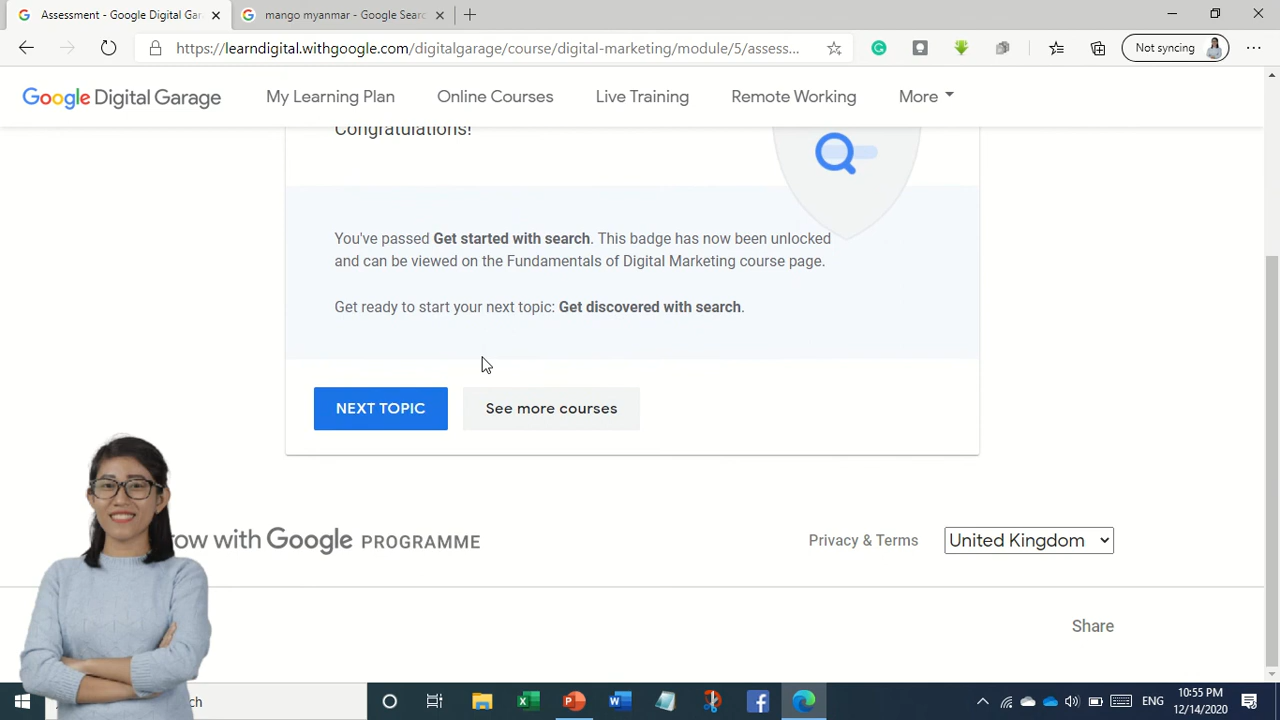 Assessment - Google Digital Gar
mango myanmar - Google Searc
https://learndigital.withgoogle.com/digitalgarage/course/digital-marketing/module/5/assess...
Not syncing
Google Digital Garage
My Learning Plan
Online Courses
Live Training
Remote Working
More
Congratulations!
You've passed Get started with search. This badge has now been unlocked
and can be viewed on the Fundamentals of Digital Marketing course page.
Get ready to start your next topic: Get discovered with search.
NEXT TOPIC
See more courses
row with Google PROGRAMME
Privacy & Terms
United Kingdom
Share
rch
ENG
10:55 PM
12/14/2020